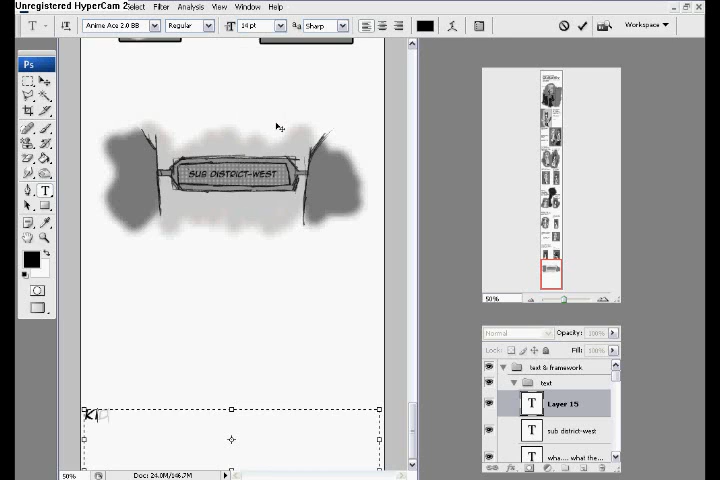 Unregistered HyperCam 2
Select Filter Analysis View Window Help
T Anime Ace 2.0 BB Regular T 14 pt aa Sharp Workspace
Ps
T
SUB DISTRICT-WEST
50%
Normal Opacity: 100%
Lock: Fill: 100%
text & framework
text
T Layer 15
T sub district-west
T wha.... what the...
fx
50% Doc: 24.0M/146.7M